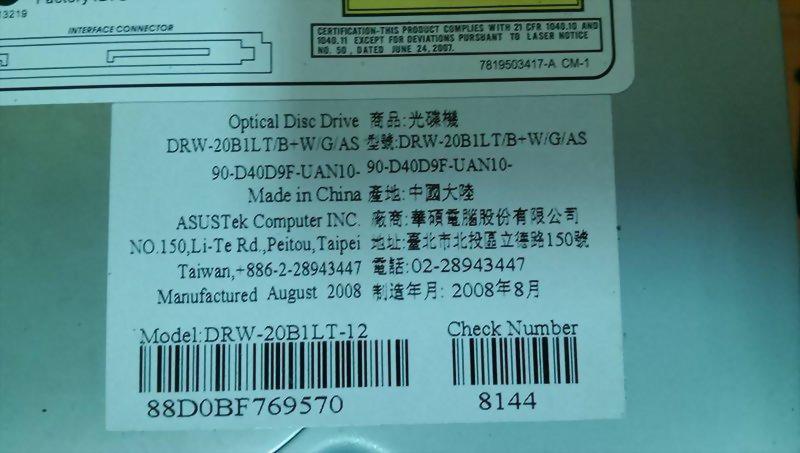 13219
INTERFACE CONNECTOR
CERTIFICATION-THIS PRODUCT COMPLIES WITH 21 CFR 1040.10 AND
1040.11 EXCEPT FOR DEVIATIONS PURSUANT TO LASER NOTICE
NO. 50, DATED JUNE 24,2007.
7819503417-A CM-1
Optical Disc Drive 商品:光碟機
DRW-20B1LT/B+W/G/AS 型號:DRW-20B1LT/B+W/G/AS
90-D40D9F-UAN10- 90-D40D9F-UAN10-
Made in China 產地:中國大陸
ASUSTek Computer INC. 廠商:華碩電腦股份有限公司
NO.150,Li-Te Rd.,Peitou,Taipei 地址:臺北市北投區立德路150號
Taiwan,+886-2-28943447 電話:02-28943447
Manufactured August 2008 制造年月: 2008年8月
Model:DRW-20B1LT-12 Check Number
88D0BF769570 8144